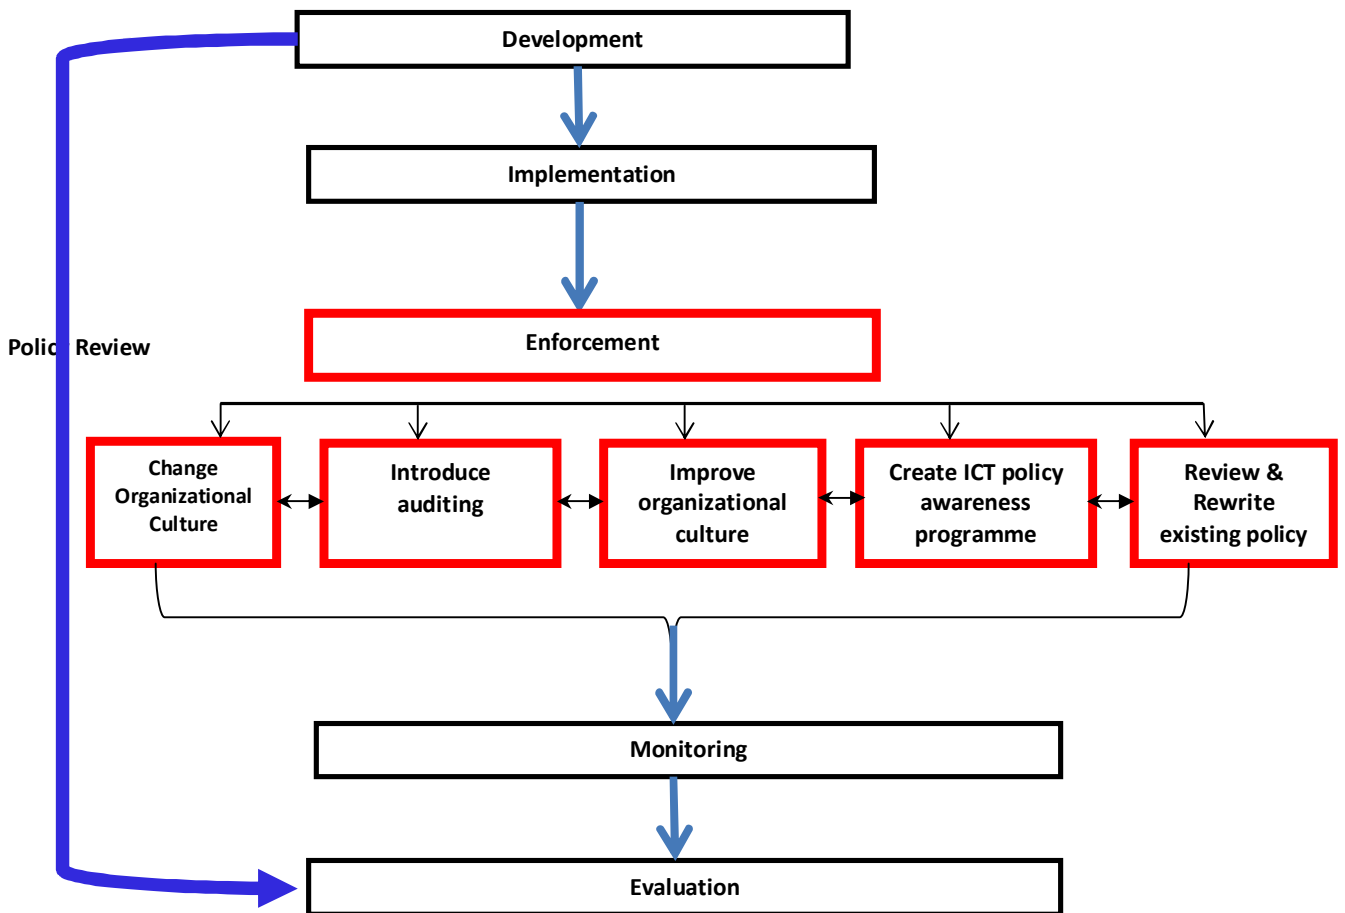 Development
Implementation
Enforcement
Policy Review
Change
Organizational
Culture
Introduce
auditing
Improve
organizational
culture
Create ICT policy
awareness
programme
Review &
Rewrite
existing policy
Monitoring
Evaluation